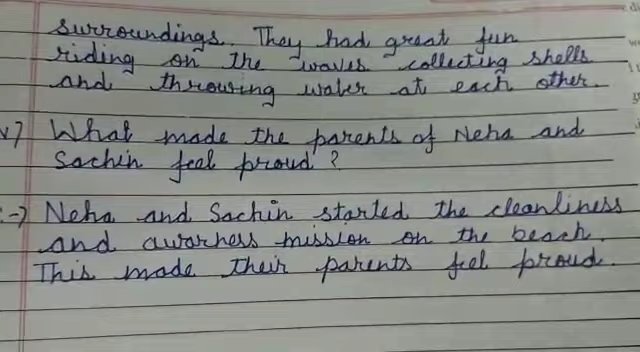 surroundings. They had great fun
riding on the waves collecting shells
and throwing water at each other.
v) What made the parents of Neha and
Sachin feel proud ?
:-) Neha and Sachin started the cleanliness
and awarness mission on the beach.
This made their parents feel proud.